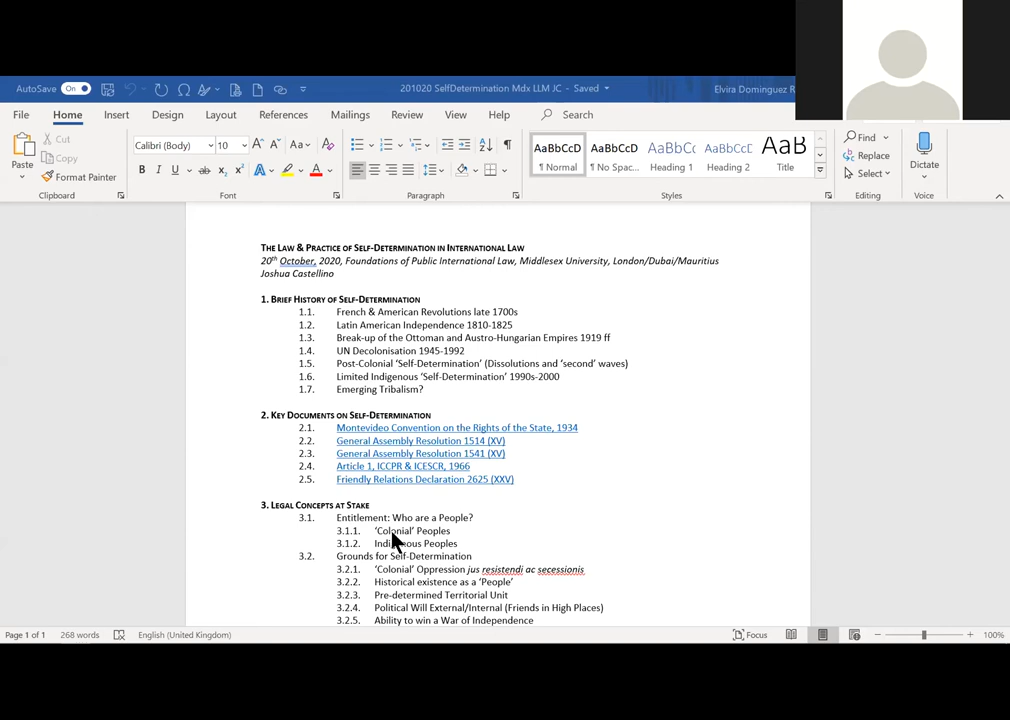 AutoSave On 201020 SelfDetermination Mdx LLM JC - Saved Elvira Dominguez R
File Home Insert Design Layout References Mailings Review View Help Search
Paste Cut Copy Format Painter
Calibri (Body) 10 Aa
B I U ab x² A A
AaBbCcD AaBbCcD AaBbCc AaBbCcD AaB
¶ Normal ¶ No Spac... Heading 1 Heading 2 Title
Find Replace Select
Dictate
Clipboard Font Paragraph Styles Editing Voice
The Law & Practice of Self-Determination in International Law
20th October, 2020, Foundations of Public International Law, Middlesex University, London/Dubai/Mauritius
Joshua Castellino
1. Brief History of Self-Determination
1.1. French & American Revolutions late 1700s
1.2. Latin American Independence 1810-1825
1.3. Break-up of the Ottoman and Austro-Hungarian Empires 1919 ff
1.4. UN Decolonisation 1945-1992
1.5. Post-Colonial ‘Self-Determination’ (Dissolutions and ‘second’ waves)
1.6. Limited Indigenous ‘Self-Determination’ 1990s-2000
1.7. Emerging Tribalism?
2. Key Documents on Self-Determination
2.1. Montevideo Convention on the Rights of the State, 1934
2.2. General Assembly Resolution 1514 (XV)
2.3. General Assembly Resolution 1541 (XV)
2.4. Article 1, ICCPR & ICESCR, 1966
2.5. Friendly Relations Declaration 2625 (XXV)
3. Legal Concepts at Stake
3.1. Entitlement: Who are a People?
3.1.1. ‘Colonial’ Peoples
3.1.2. Indigenous Peoples
3.2. Grounds for Self-Determination
3.2.1. ‘Colonial’ Oppression jus resistendi ac secessionis
3.2.2. Historical existence as a ‘People’
3.2.3. Pre-determined Territorial Unit
3.2.4. Political Will External/Internal (Friends in High Places)
3.2.5. Ability to win a War of Independence
Page 1 of 1 268 words English (United Kingdom) Focus 100%